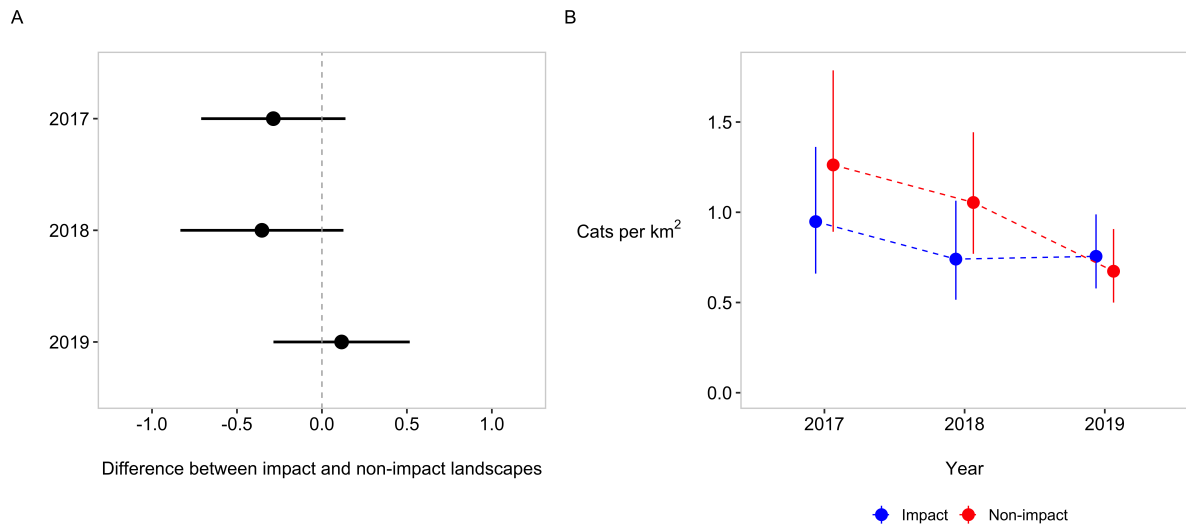 A
2017
2018
2019
-1.0 -0.5 0.0 0.5 1.0
Difference between impact and non-impact landscapes
B
Cats per km²
1.5
1.0
0.5
0.0
2017 2018 2019
Year
Impact Non-impact